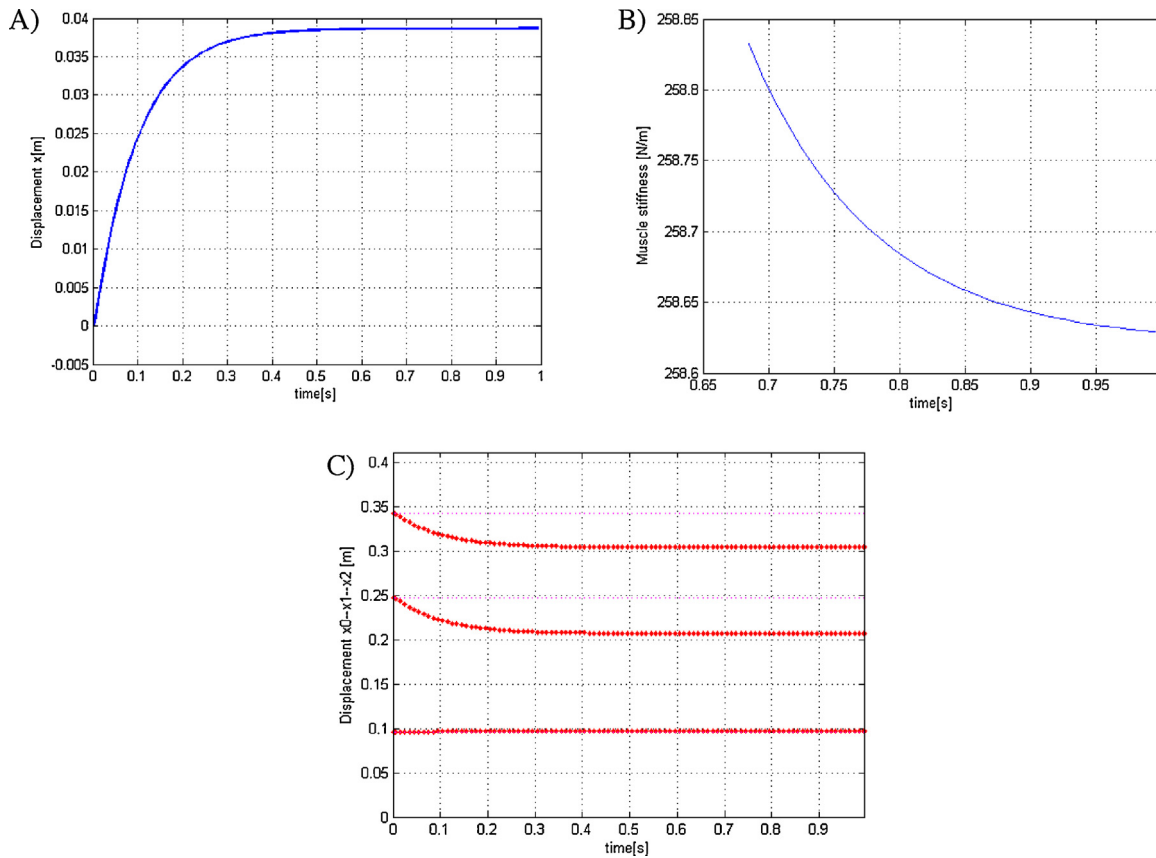 A)
Displacement x[m]
0.04
0.035
0.03
0.025
0.02
0.015
0.01
0.005
0
-0.005
0 0.1 0.2 0.3 0.4 0.5 0.6 0.7 0.8 0.9 1
time[s]
B)
Muscle stiffness [N/m]
258.85
258.8
258.75
258.7
258.65
258.6
0.65 0.7 0.75 0.8 0.85 0.9 0.95
time[s]
C)
Displacement x0--x1--x2 [m]
0.4
0.35
0.3
0.25
0.2
0.15
0.1
0.05
0
0 0.1 0.2 0.3 0.4 0.5 0.6 0.7 0.8 0.9
time[s]